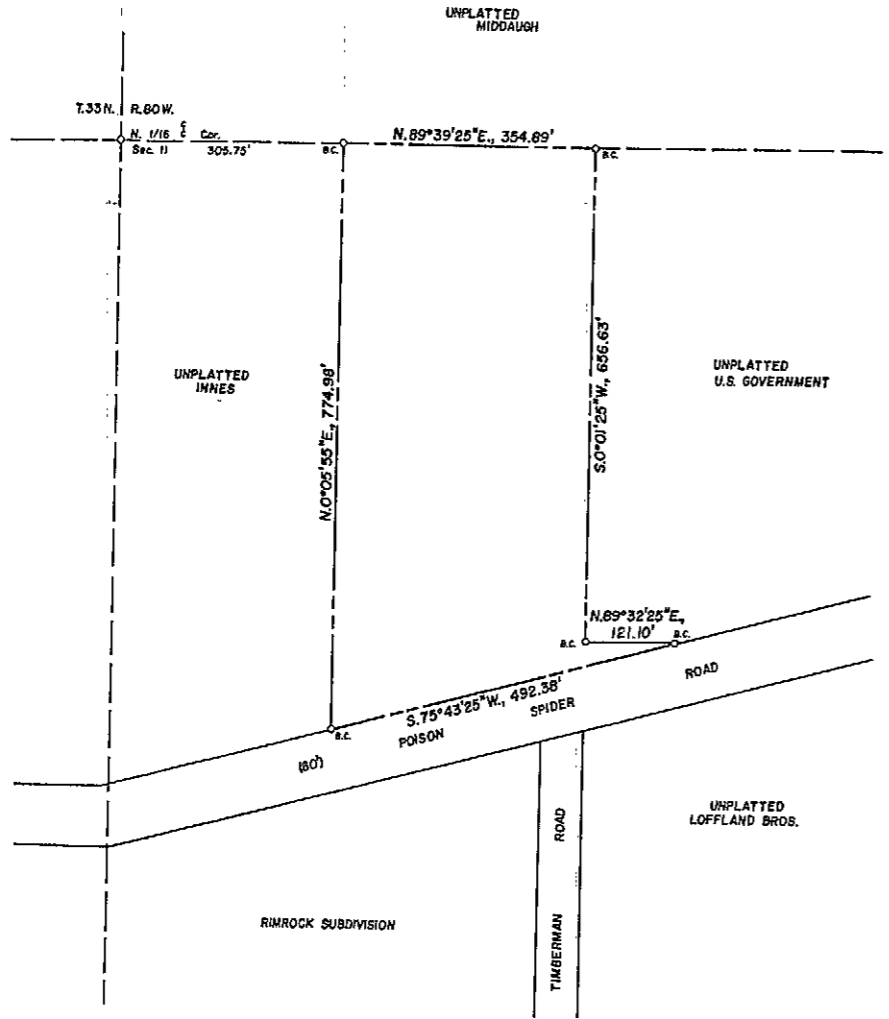 UNPLATTED
MIDDAUGH
T.33N. R.80W.
N. 1/16 C C Cor.
Sec. 11
305.75'
B.C.
N.89°39'25"E., 354.89'
B.C.
UNPLATTED
INNES
N.0°05'55"E., 774.98'
S.0°01'25"W., 656.63'
UNPLATTED
U.S. GOVERNMENT
N.89°32'25"E.,
121.10'
B.C.
B.C.
S.75°43'25"W., 492.38'
B.C.
(80')
POISON SPIDER ROAD
TIMBERMAN ROAD
UNPLATTED
LOFFLAND BROS.
RIMROCK SUBDIVISION